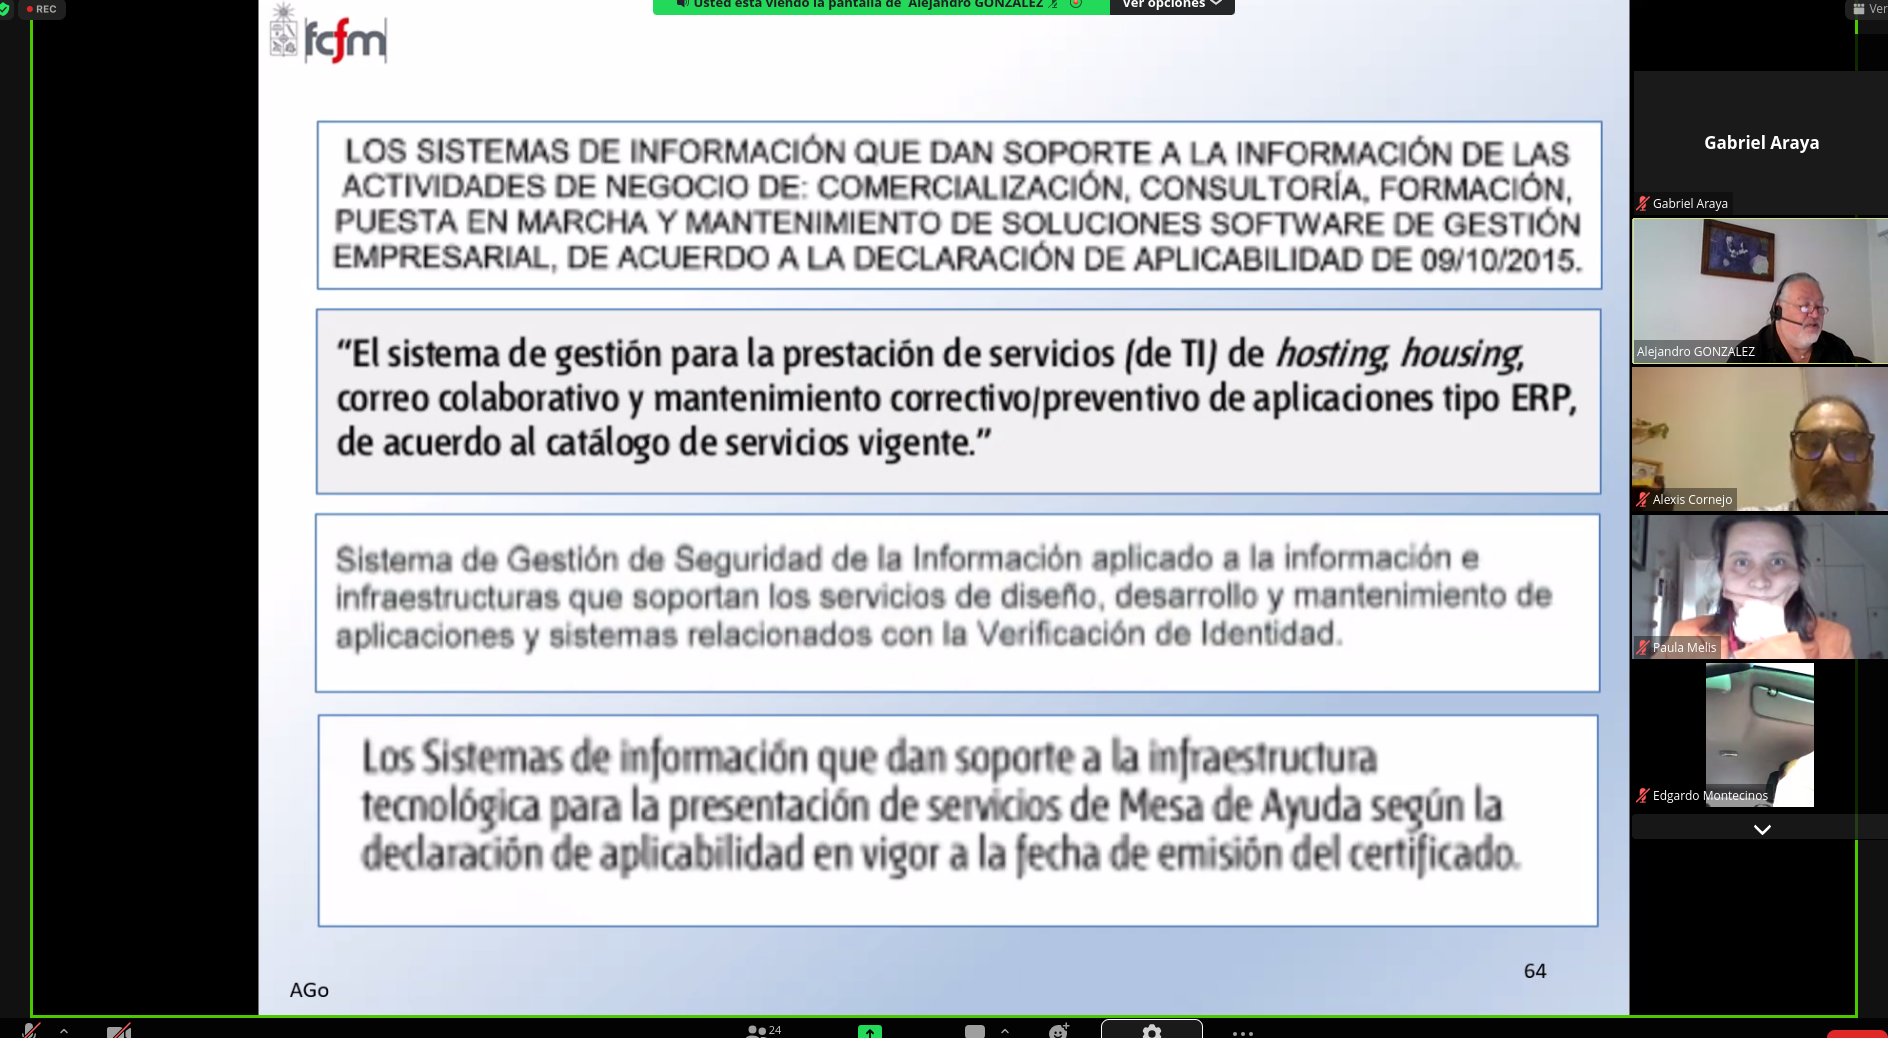 REC
Usted está viendo la pantalla de Alejandro GONZALEZ
Ver opciones
Ver
fcfm
LOS SISTEMAS DE INFORMACIÓN QUE DAN SOPORTE A LA INFORMACIÓN DE LAS
ACTIVIDADES DE NEGOCIO DE: COMERCIALIZACIÓN, CONSULTORÍA, FORMACIÓN,
PUESTA EN MARCHA Y MANTENIMIENTO DE SOLUCIONES SOFTWARE DE GESTIÓN
EMPRESARIAL, DE ACUERDO A LA DECLARACIÓN DE APLICABILIDAD DE 09/10/2015.
“El sistema de gestión para la prestación de servicios (de TI) de hosting, housing,
correo colaborativo y mantenimiento correctivo/preventivo de aplicaciones tipo ERP,
de acuerdo al catálogo de servicios vigente.”
Sistema de Gestión de Seguridad de la Información aplicado a la información e
infraestructuras que soportan los servicios de diseño, desarrollo y mantenimiento de
aplicaciones y sistemas relacionados con la Verificación de Identidad.
Los Sistemas de información que dan soporte a la infraestructura
tecnológica para la presentación de servicios de Mesa de Ayuda según la
declaración de aplicabilidad en vigor a la fecha de emisión del certificado.
AGo
64
Gabriel Araya
Gabriel Araya
Alejandro GONZALEZ
Alexis Cornejo
Paula Melis
Edgardo Montecinos
24